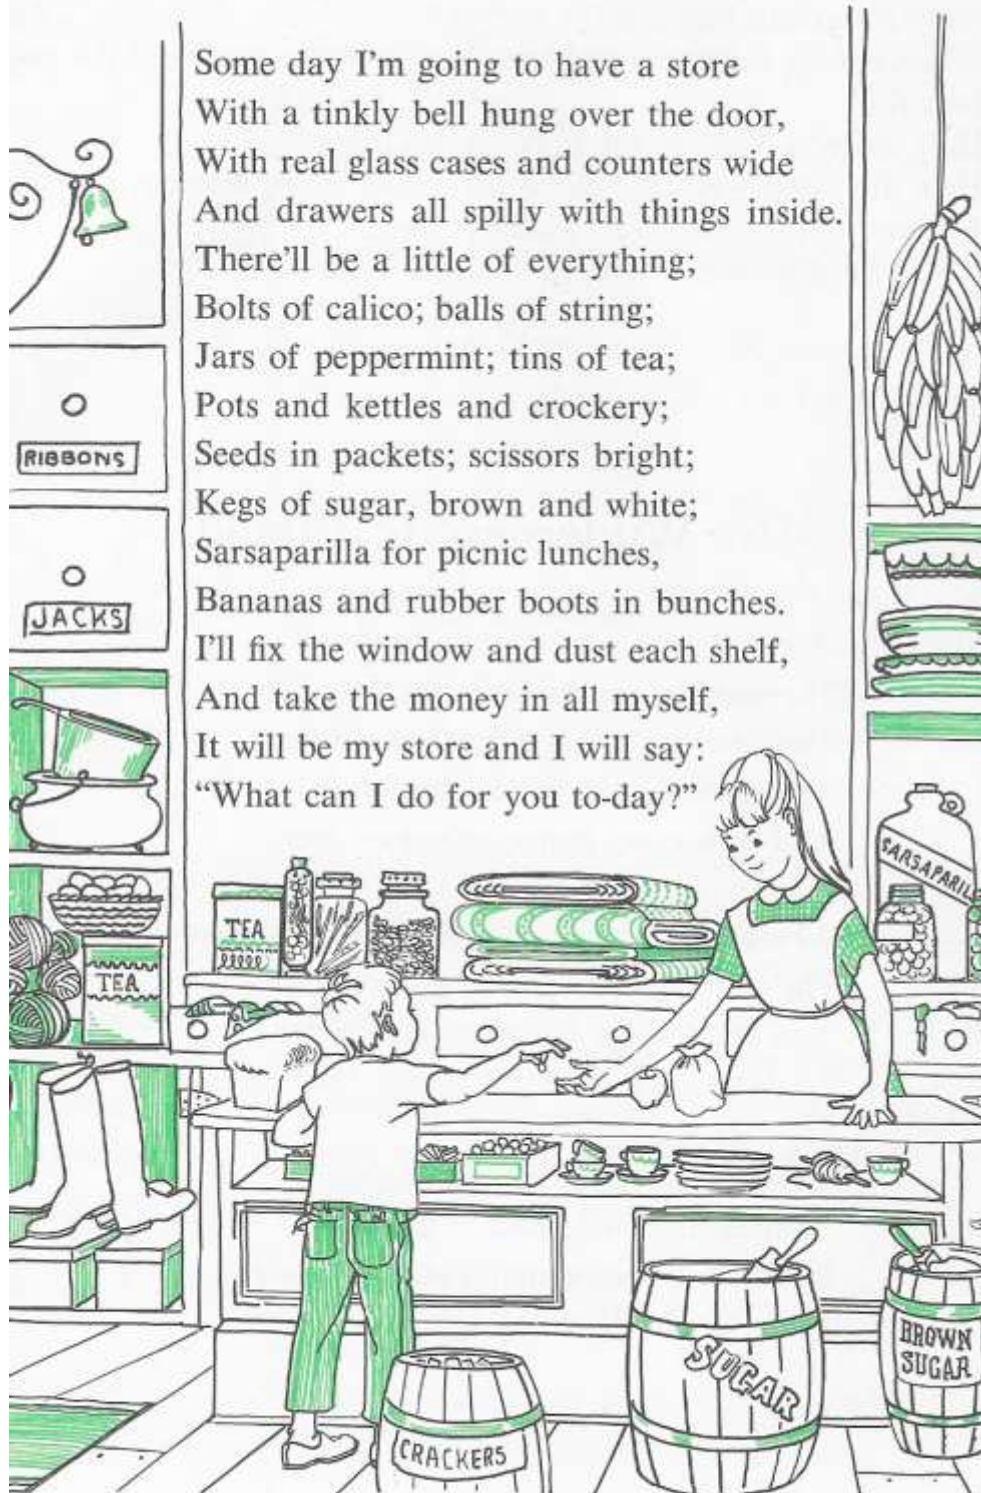 Some day I'm going to have a store
With a tinkly bell hung over the door,
With real glass cases and counters wide
And drawers all spilly with things inside.
There'll be a little of everything;
Bolts of calico; balls of string;
Jars of peppermint; tins of tea;
Pots and kettles and crockery;
Seeds in packets; scissors bright;
Kegs of sugar, brown and white;
Sarsaparilla for picnic lunches,
Bananas and rubber boots in bunches.
I'll fix the window and dust each shelf,
And take the money in all myself,
It will be my store and I will say:
“What can I do for you to-day?”
RIBBONS
JACKS
SARSAPARIL
TEA
TEA
SUGAR
BROWN
SUGAR
CRACKERS